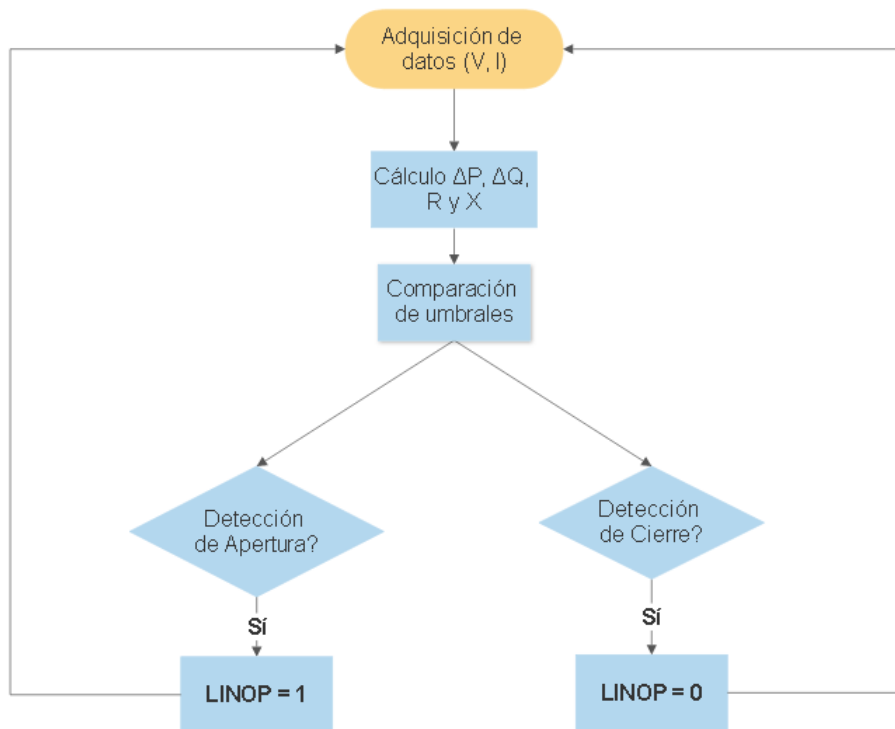 Adquisición de
datos (V, I)
Cálculo ΔP, ΔQ,
R y X
Comparación
de umbrales
Detección
de Apertura?
Detección
de Cierre?
Sí
Sí
LINOP = 1
LINOP = 0